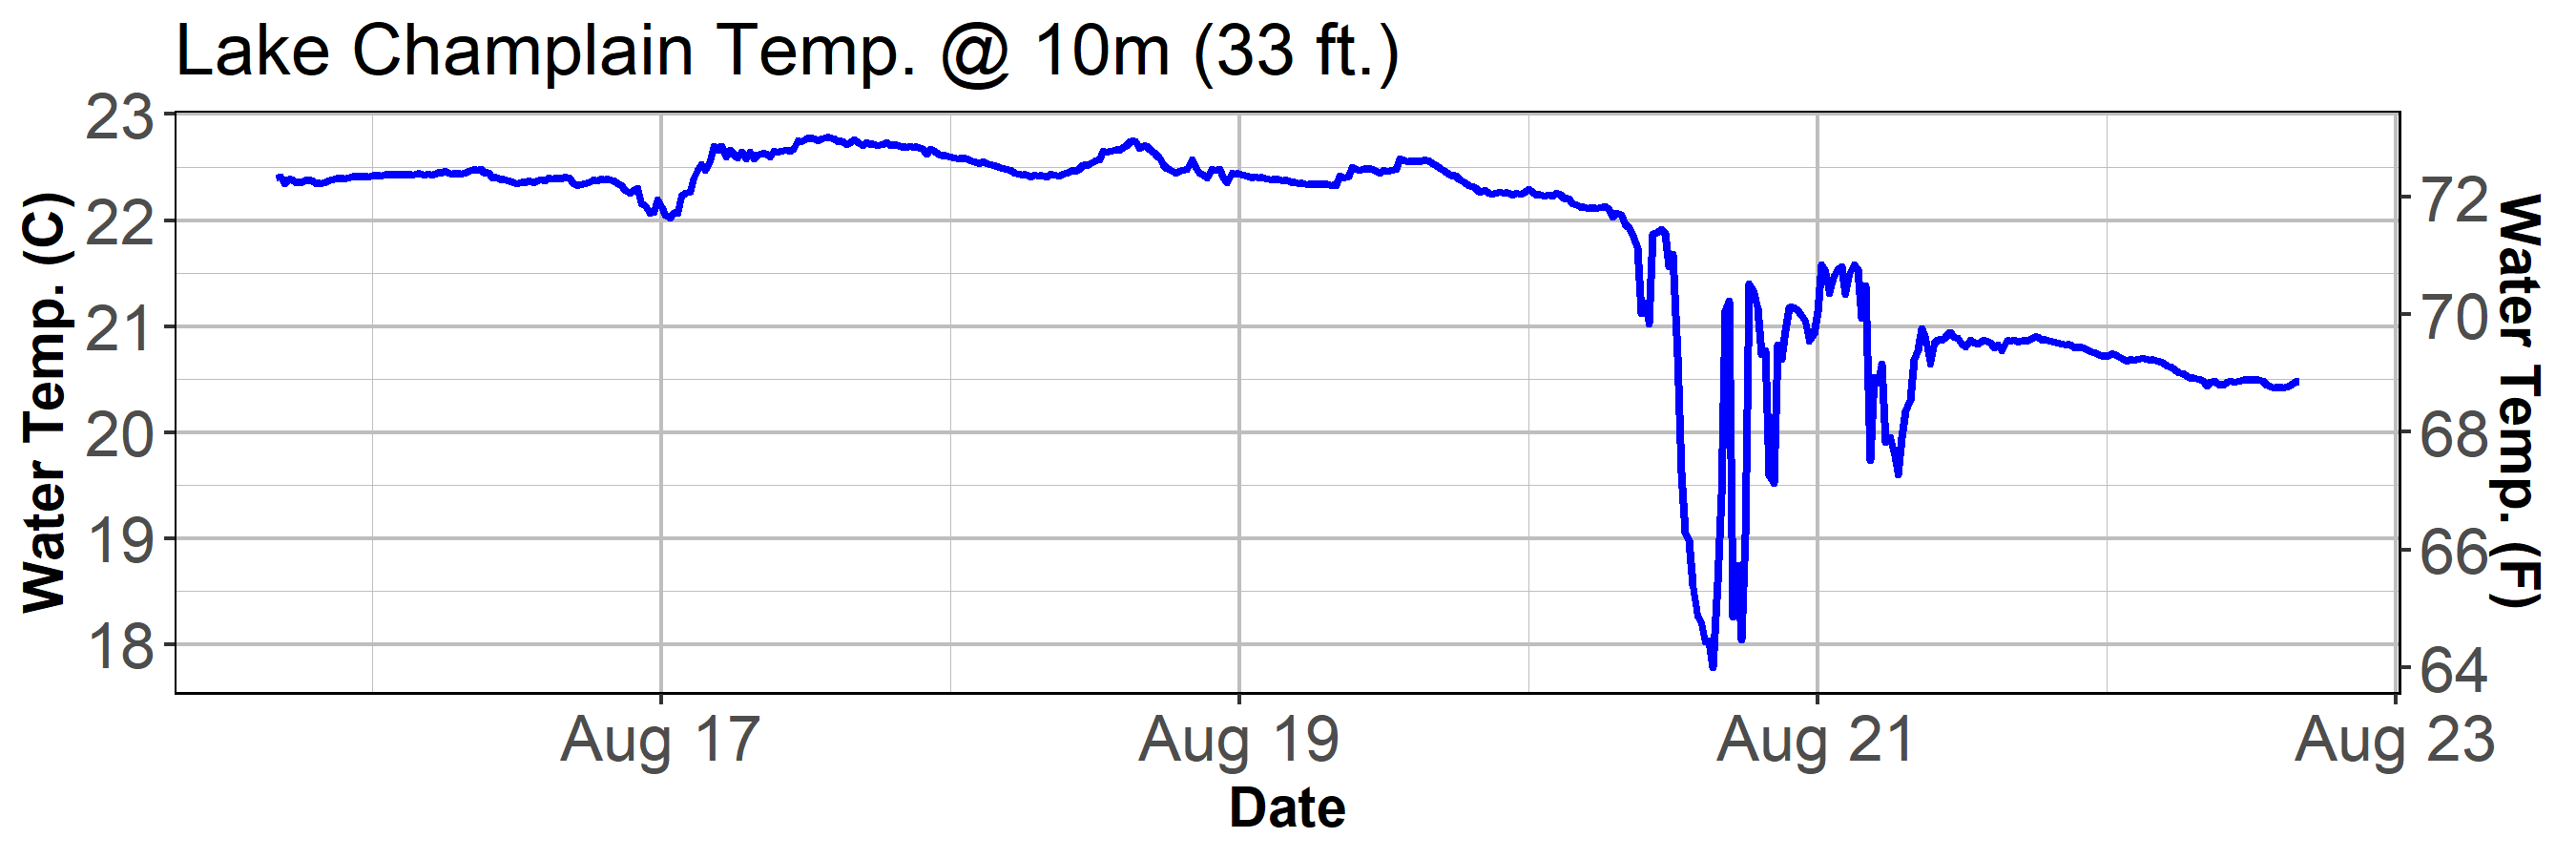 Lake Champlain Temp. @ 10m (33 ft.)
Water Temp. (C)
23
22
21
20
19
18
72
70
68
66
64
Water Temp. (F)
Aug 17
Aug 19
Aug 21
Aug 23
Date